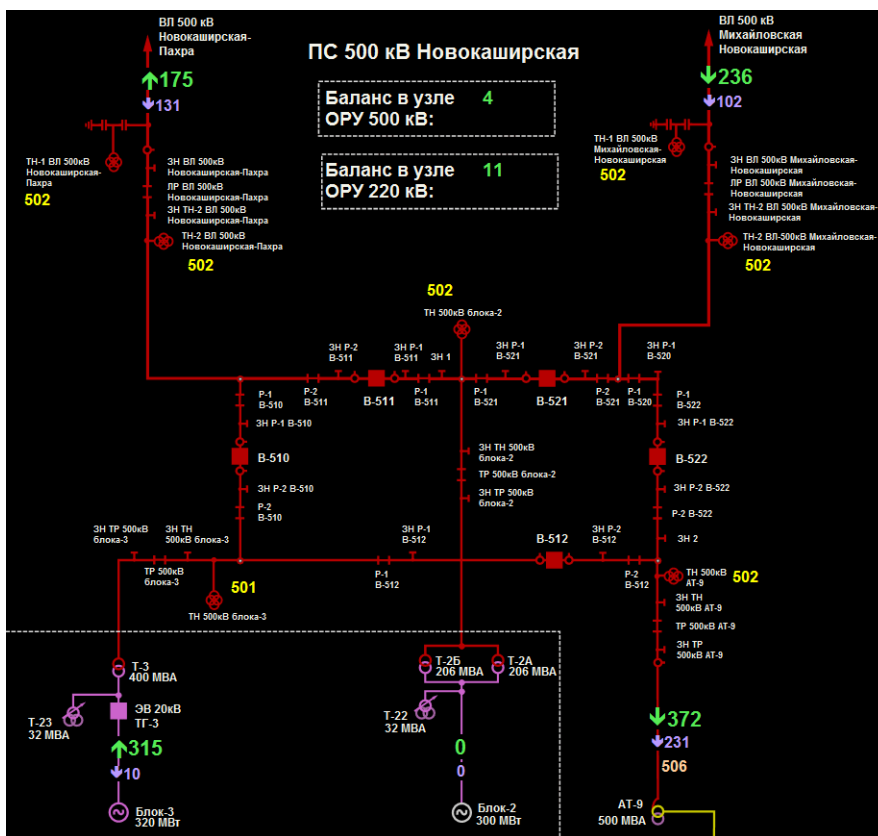 ВЛ 500 кВ
Новокаширская-
Пахра
ПС 500 кВ Новокаширская
ВЛ 500 кВ
Михайловская
Новокаширская
175
131
236
102
Баланс в узле 4
ОРУ 500 кВ:
Баланс в узле 11
ОРУ 220 кВ:
ТН-1 ВЛ 500кВ
Новокаширская-
Пахра
502
ЗН ВЛ 500кВ
Новокаширская-Пахра
ЛР ВЛ 500кВ
Новокаширская-Пахра
ЗН ТН-2 ВЛ 500кВ
Новокаширская-Пахра
ТН-2 ВЛ 500кВ
Новокаширская-Пахра
502
ТН-1 ВЛ 500кВ
Михайловская-
Новокаширская
502
ЗН ВЛ 500кВ Михайловская-
Новокаширская
ЛР ВЛ 500кВ Михайловская-
Новокаширская
ЗН ТН-2 ВЛ 500кВ Михайловская-
Новокаширская
ТН-2 ВЛ-500кВ Михайловская-
Новокаширская
502
502
ТН 500кВ блока-2
ЗН Р-2
В-511
ЗН Р-1
В-511
ЗН 1
ЗН Р-1
В-521
ЗН Р-2
В-521
ЗН Р-1
В-520
Р-2
В-511
В-511
Р-1
В-511
Р-1
В-521
В-521
Р-2
В-521
Р-1
В-520
Р-1
В-510
ЗН Р-1 В-510
В-510
ЗН Р-2 В-510
Р-2
В-510
ЗН ТН 500кВ
блока-2
ТР 500кВ блока-2
ЗН ТР 500кВ
блока-2
Р-1
В-522
ЗН Р-1 В-522
В-522
ЗН Р-2 В-522
Р-2 В-522
ЗН 2
ЗН ТР 500кВ
блока-3
ЗН ТН
500кВ блока-3
ТР 500кВ
блока-3
501
ТН 500кВ блока-3
ЗН Р-1
В-512
Р-1
В-512
В-512
ЗН Р-2
В-512
Р-2
В-512
ТН 500кВ
АТ-9
502
ЗН ТН
500кВ АТ-9
ТР 500кВ АТ-9
ЗН ТР
500кВ АТ-9
Т-3
400 МВА
Т-23
32 МВА
ЭВ 20кВ
ТГ-3
315
10
Блок-3
320 МВт
Т-2Б
206 МВА
Т-2А
206 МВА
Т-22
32 МВА
0
0
Блок-2
300 МВт
372
231
506
АТ-9
500 МВА